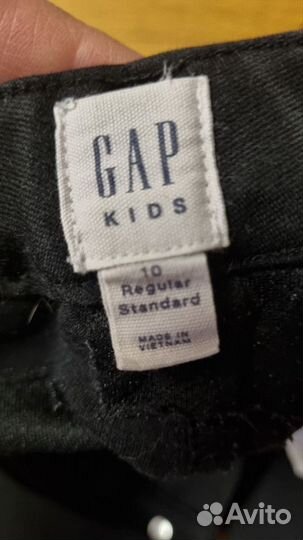 GAP
KIDS
10
Regular
Standard
MADE IN
VIETNAM
Avito